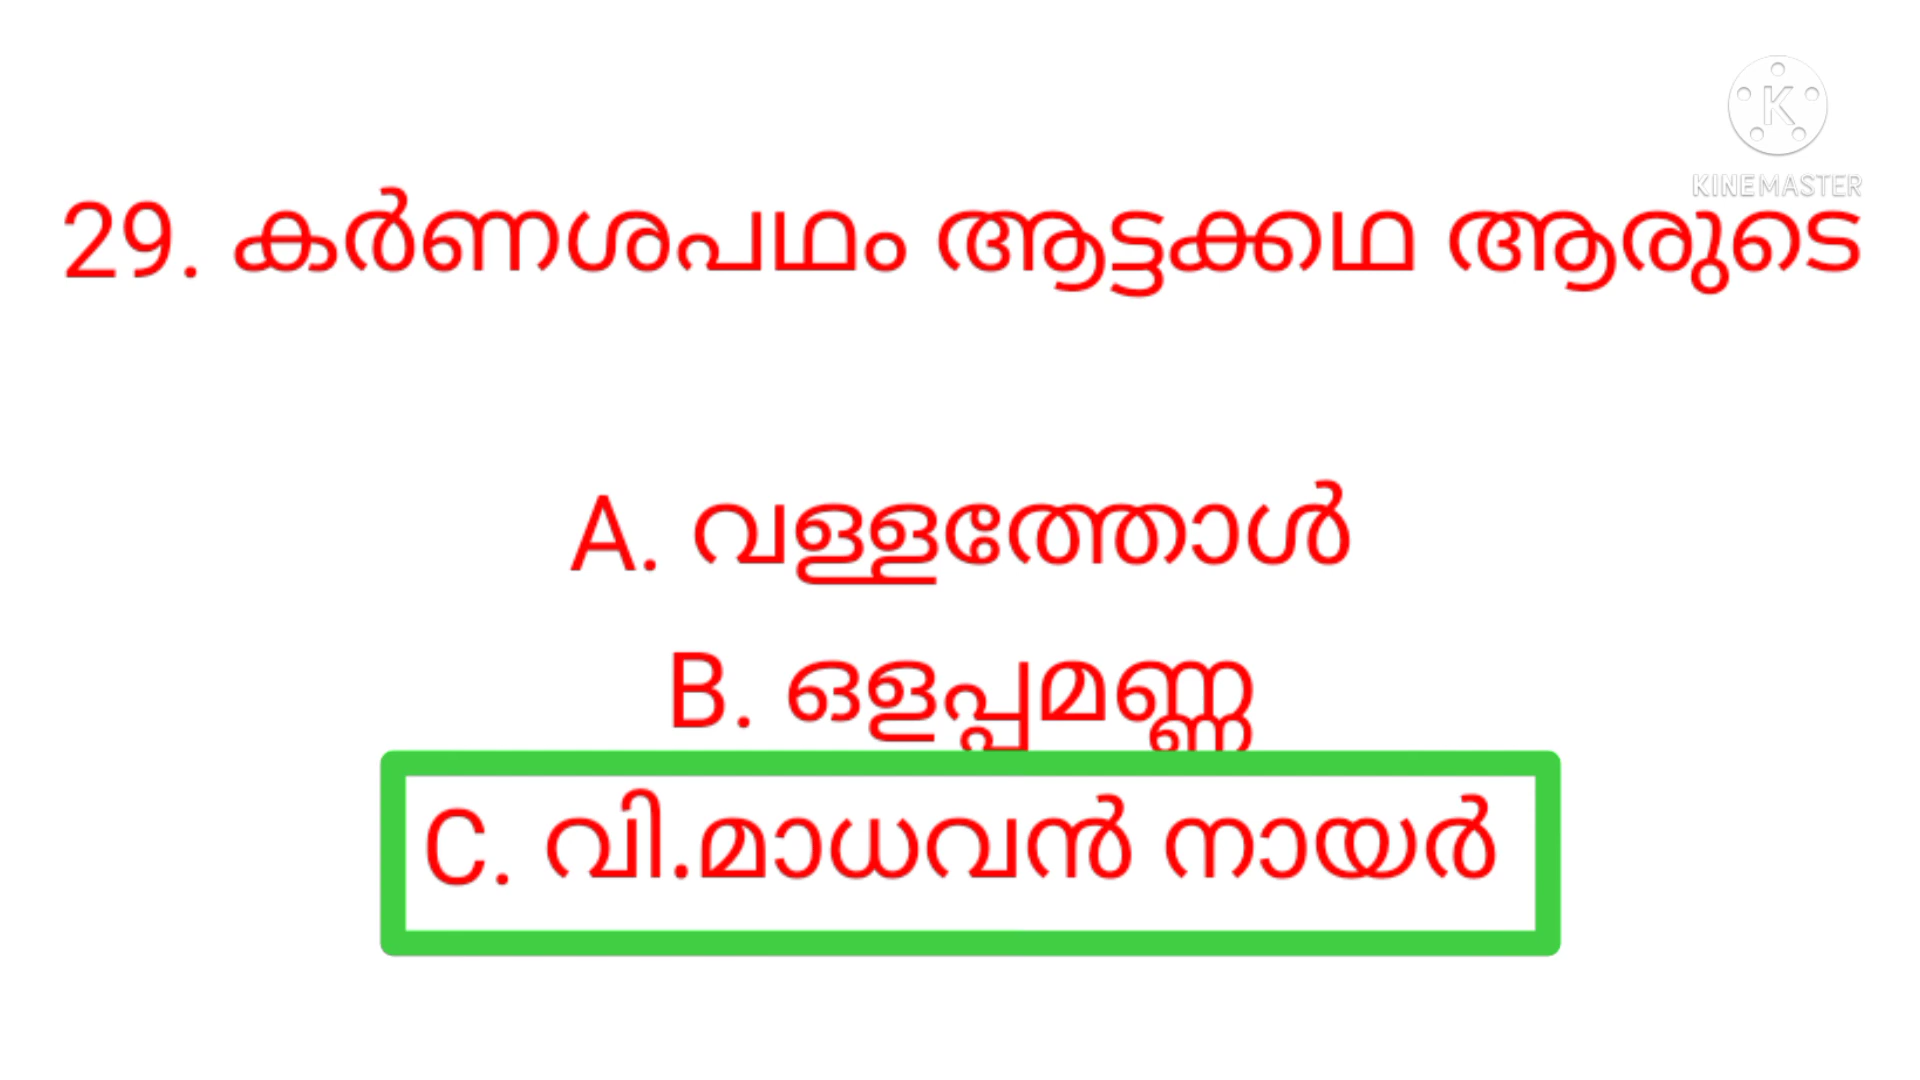 K
KINEMASTER
29. കർണശപഥം ആട്ടക്കഥ ആരുടെ
A. വള്ളത്തോൾ
B. ഒളപ്പമണ്ണ
C. വി.മാധവൻ നായർ